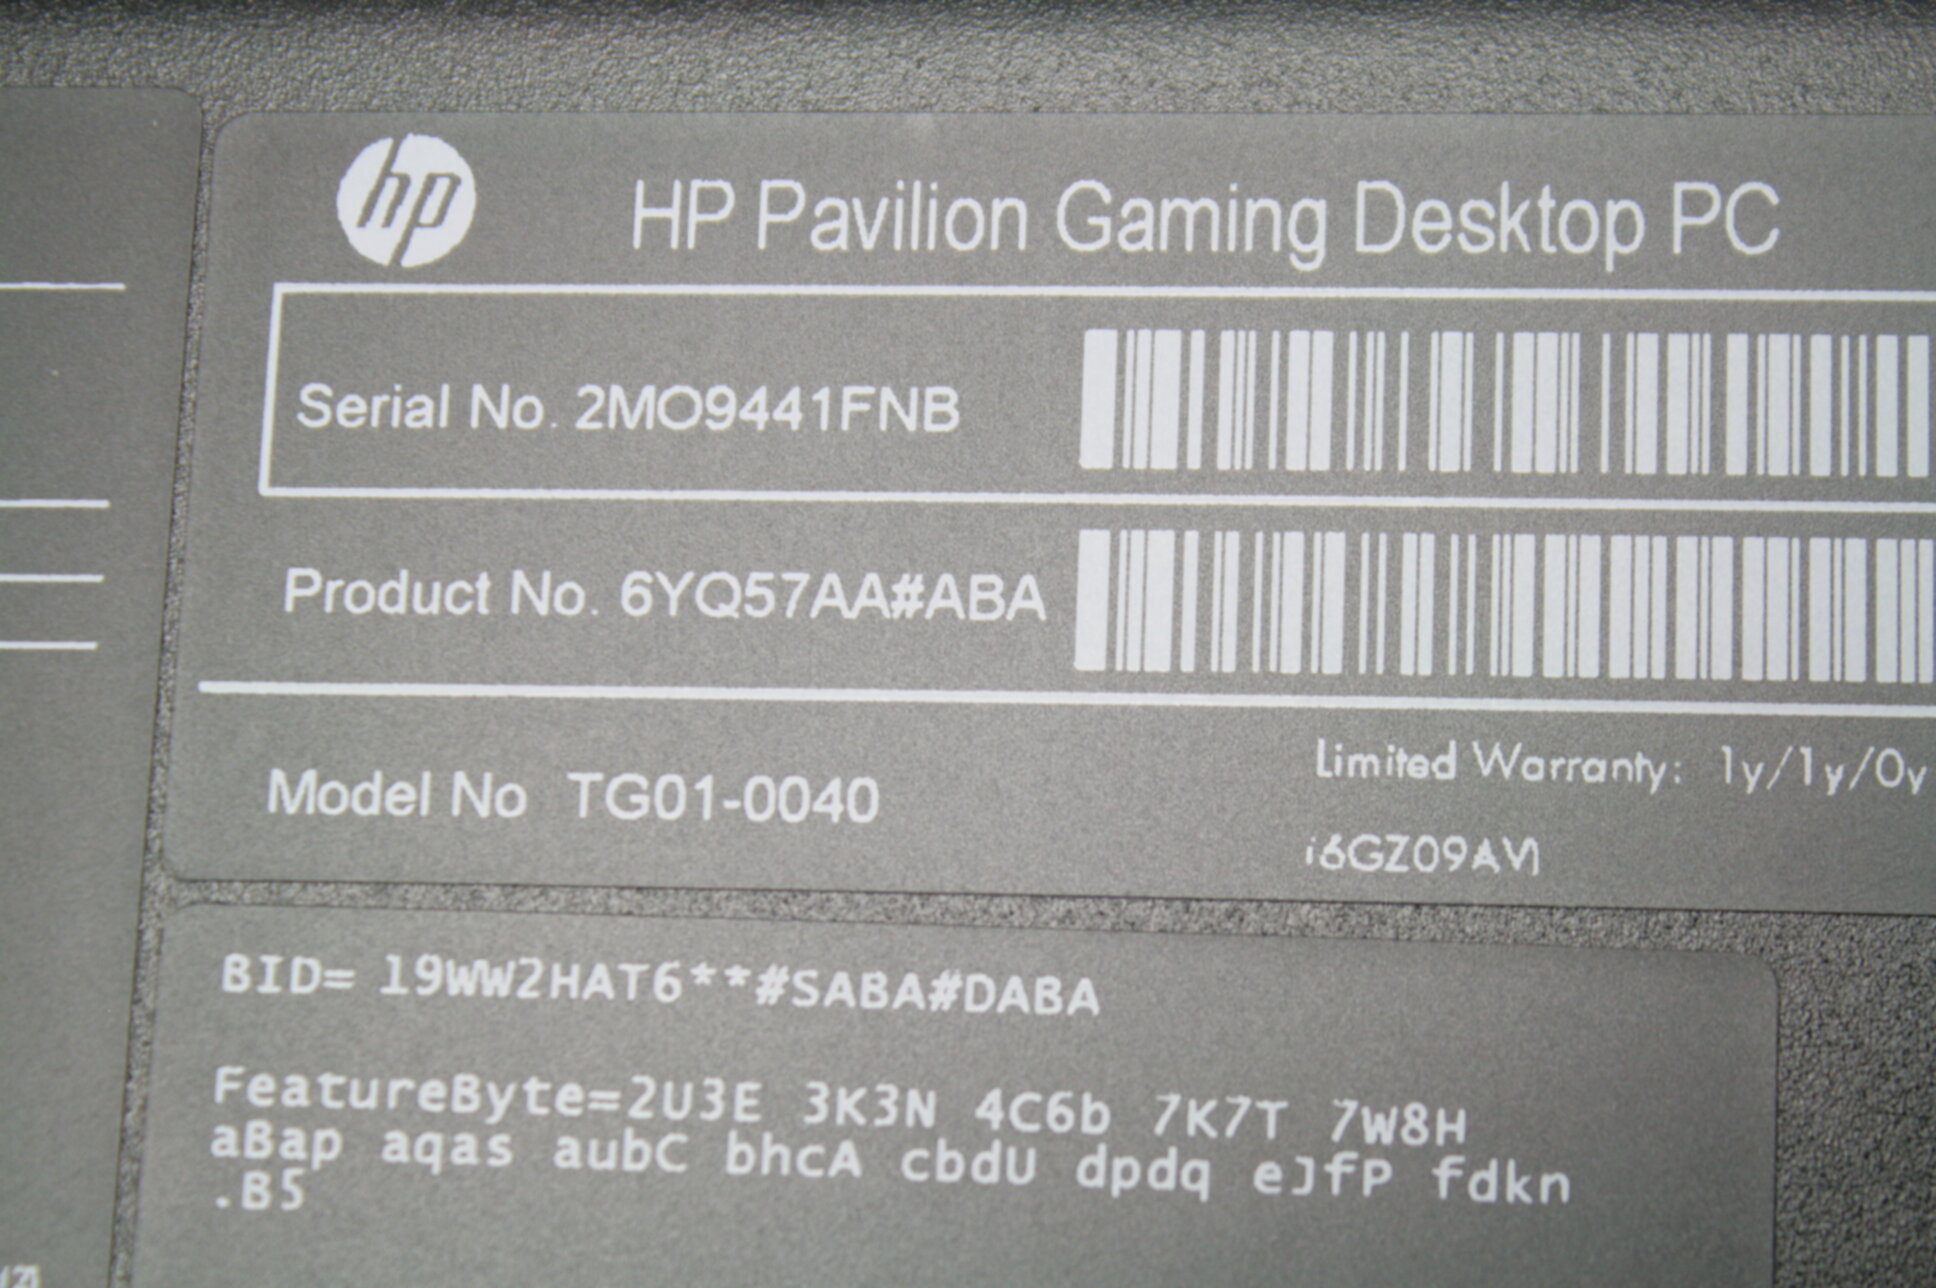 hp
HP Pavilion Gaming Desktop PC
Serial No. 2MO9441FNB
Product No. 6YQ57AA#ABA
Model No TG01-0040
Limited Warranty: 1y/1y/0y
i6GZ09AV)
BID= 19WW2HAT6**#SABA#DABA
FeatureByte=2U3E 3K3N 4C6b 7K7T 7W8H
aBap aqas aubC bhcA cbdU dpdq eJfP fdkn
.B5